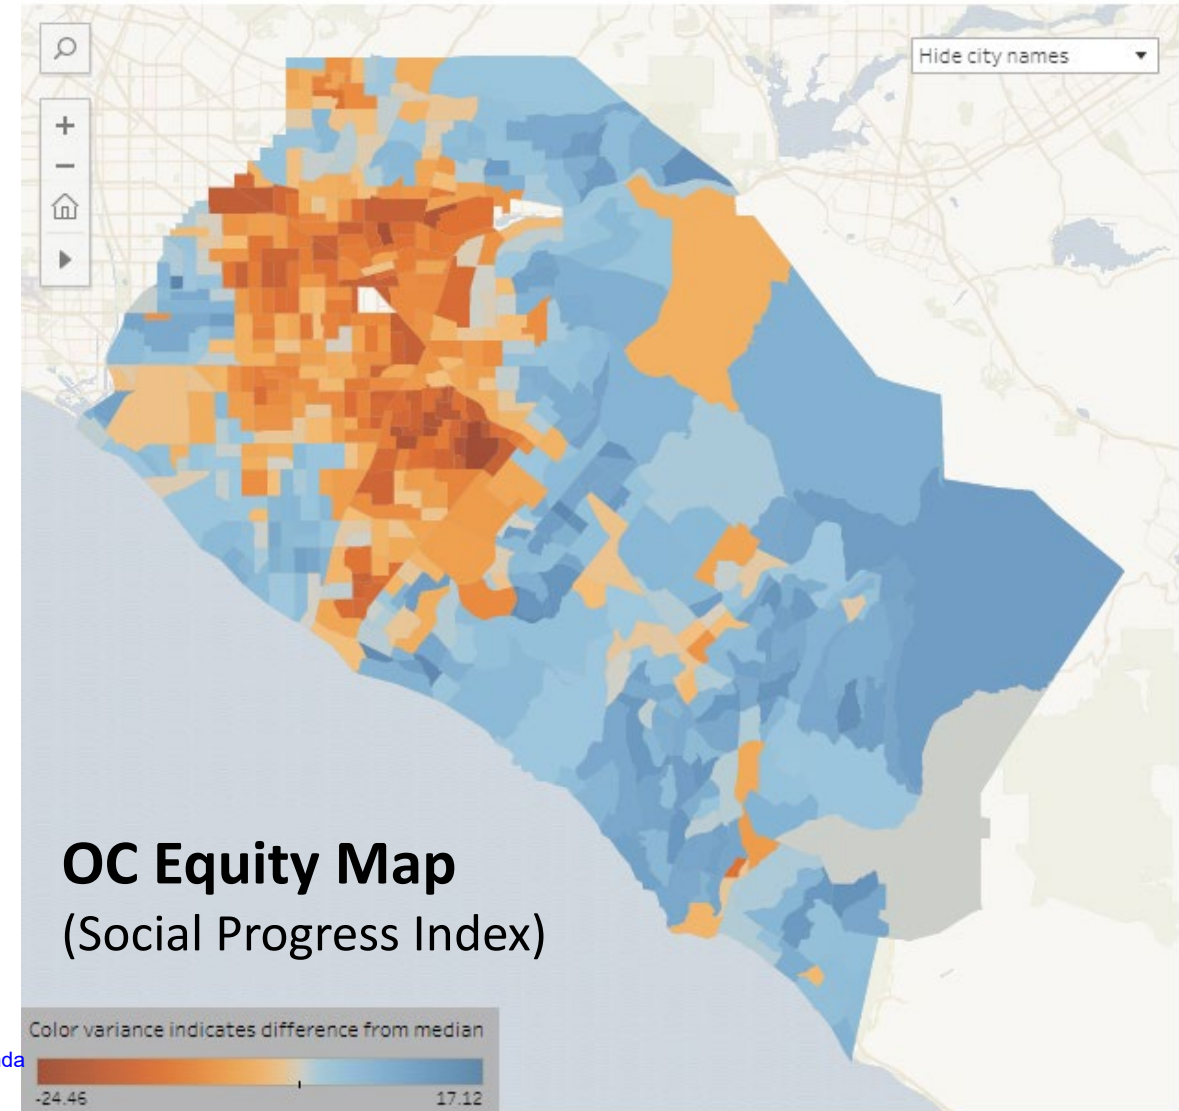 Hide city names
OC Equity Map
(Social Progress Index)
Color variance indicates difference from median
nda
-24.46 17.12